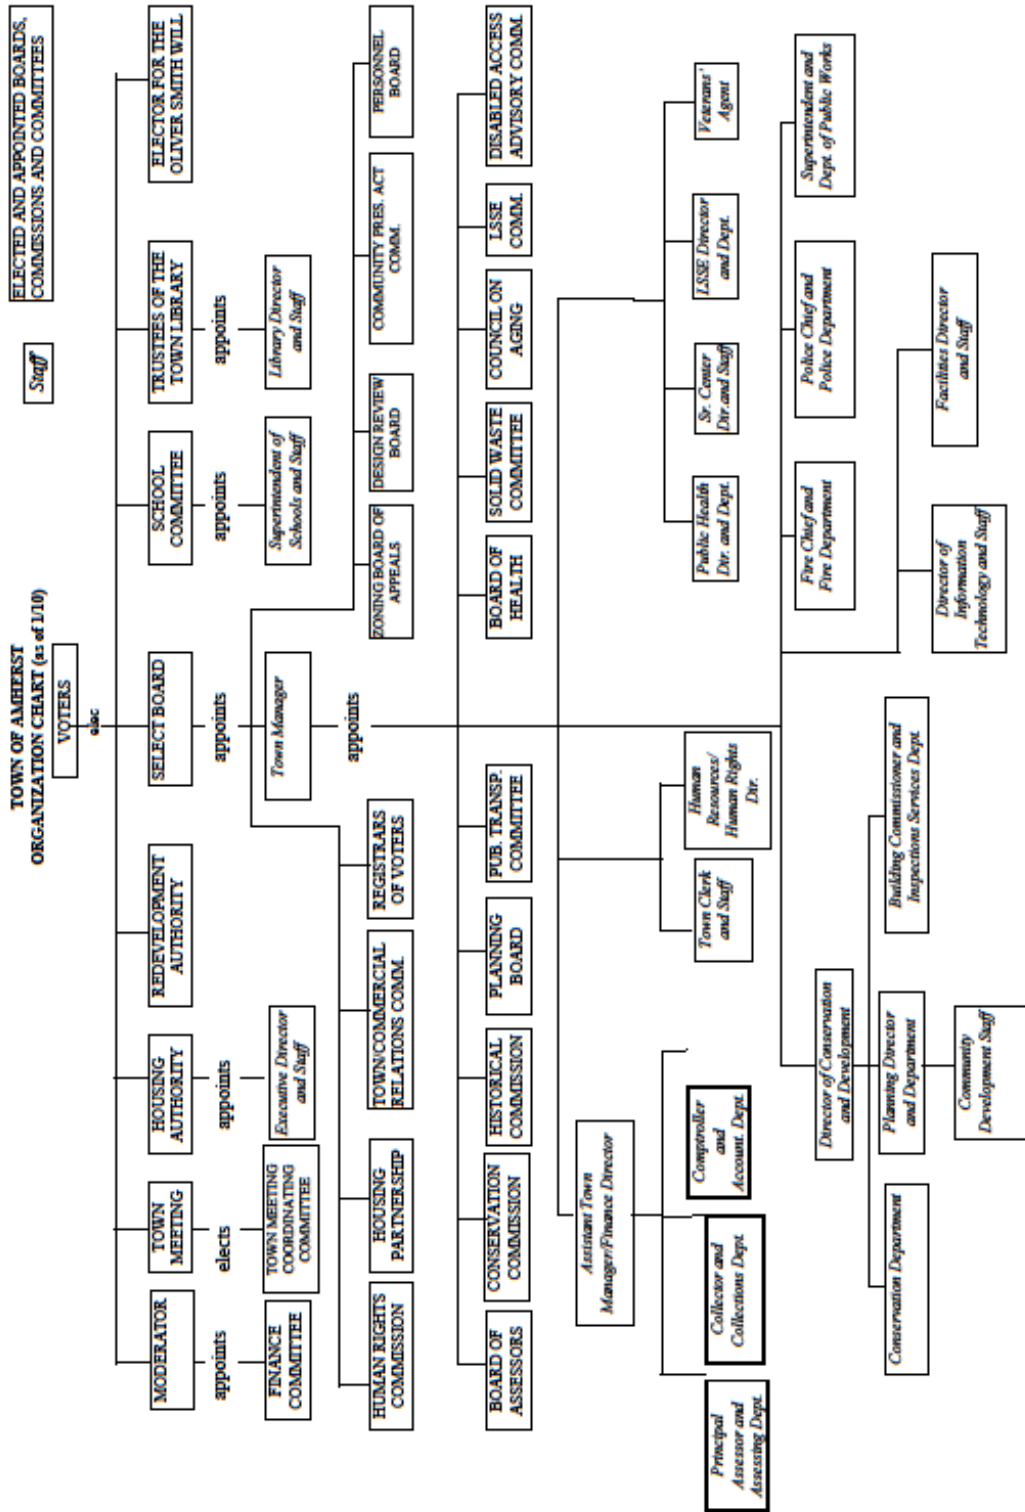 TOWN OF AMHERST
ORGANIZATION CHART (as of 1/10)
Staff
ELECTED AND APPOINTED BOARDS,
COMMISSIONS AND COMMITTEES
VOTERS
elec
MODERATOR
TOWN
MEETING
HOUSING
AUTHORITY
REDEVELOPMENT
AUTHORITY
SELECT BOARD
SCHOOL
COMMITTEE
TRUSTEES OF THE
TOWN LIBRARY
ELECTOR FOR THE
OLIVER SMITH WILL
appoints
elects
appoints
appoints
appoints
appoints
FINANCE
COMMITTEE
TOWN MEETING
COORDINATING
COMMITTEE
Executive Director
and Staff
Town Manager
Superintendent of
Schools and Staff
Library Director
and Staff
appoints
HUMAN RIGHTS
COMMISSION
HOUSING
PARTNERSHIP
TOWN/COMMERCIAL
RELATIONS COMM.
REGISTRARS
OF VOTERS
ZONING BOARD OF
APPEALS
DESIGN REVIEW
BOARD
COMMUNITY PRES. ACT
COMM.
PERSONNEL
BOARD
BOARD OF
ASSESSORS
CONSERVATION
COMMISSION
HISTORICAL
COMMISSION
PLANNING
BOARD
PUB. TRANSP.
COMMITTEE
BOARD OF
HEALTH
SOLID WASTE
COMMITTEE
COUNCIL ON
AGING
LSSE
COMM.
DISABLED ACCESS
ADVISORY COMM.
Assistant Town
Manager/Finance Director
Principal
Assessor and
Assessing Dept.
Collector and
Collections Dept.
Comptroller
and
Account. Dept.
Town Clerk
and Staff
Human
Resources/
Human Rights
Dir.
Public Health
Dir. and Dept.
Sr. Center
Dir.and Staff
LSSE Director
and Dept.
Veterans'
Agent
Director of Conservation
and Development
Fire Chief and
Fire Department
Police Chief and
Police Department
Superintendent and
Dept. of Public Works
Conservation Department
Planning Director
and Department
Building Commissioner and
Inspections Services Dept.
Director of
Information
Technology and Staff
Facilities Director
and Staff
Community
Development Staff